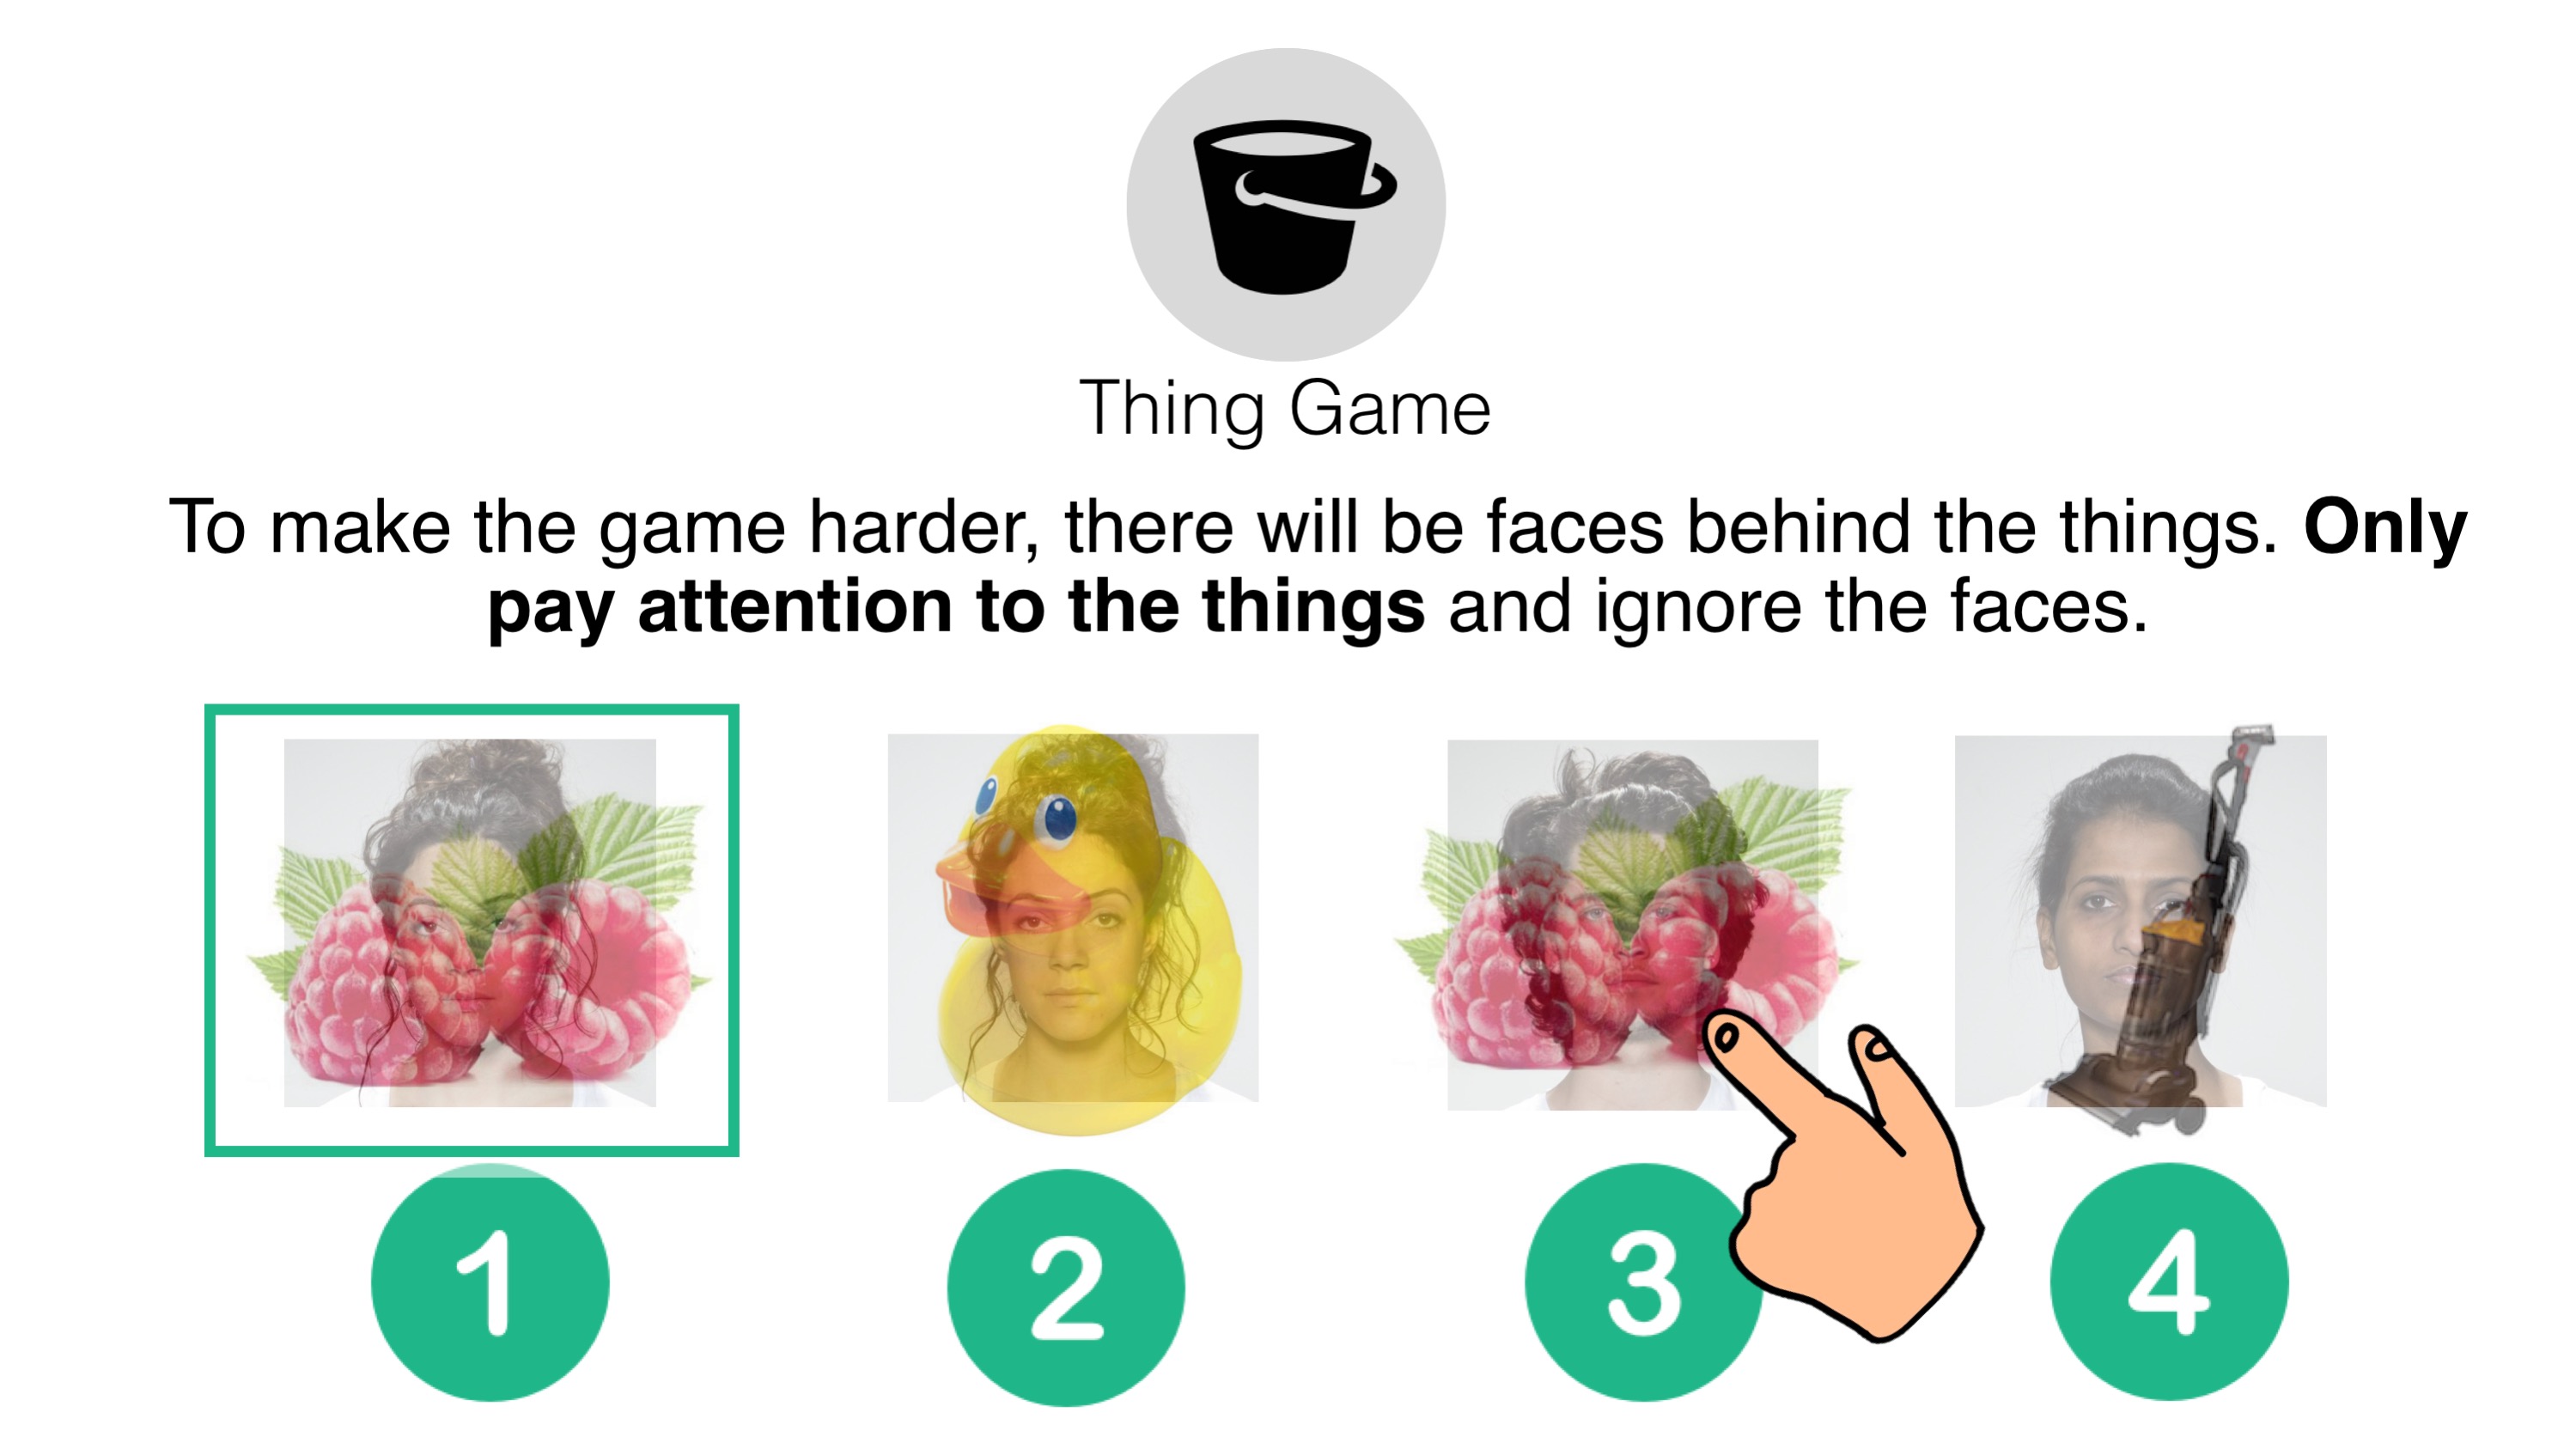 Thing Game
To make the game harder, there will be faces behind the things. Only
pay attention to the things and ignore the faces.
1 2 3 4